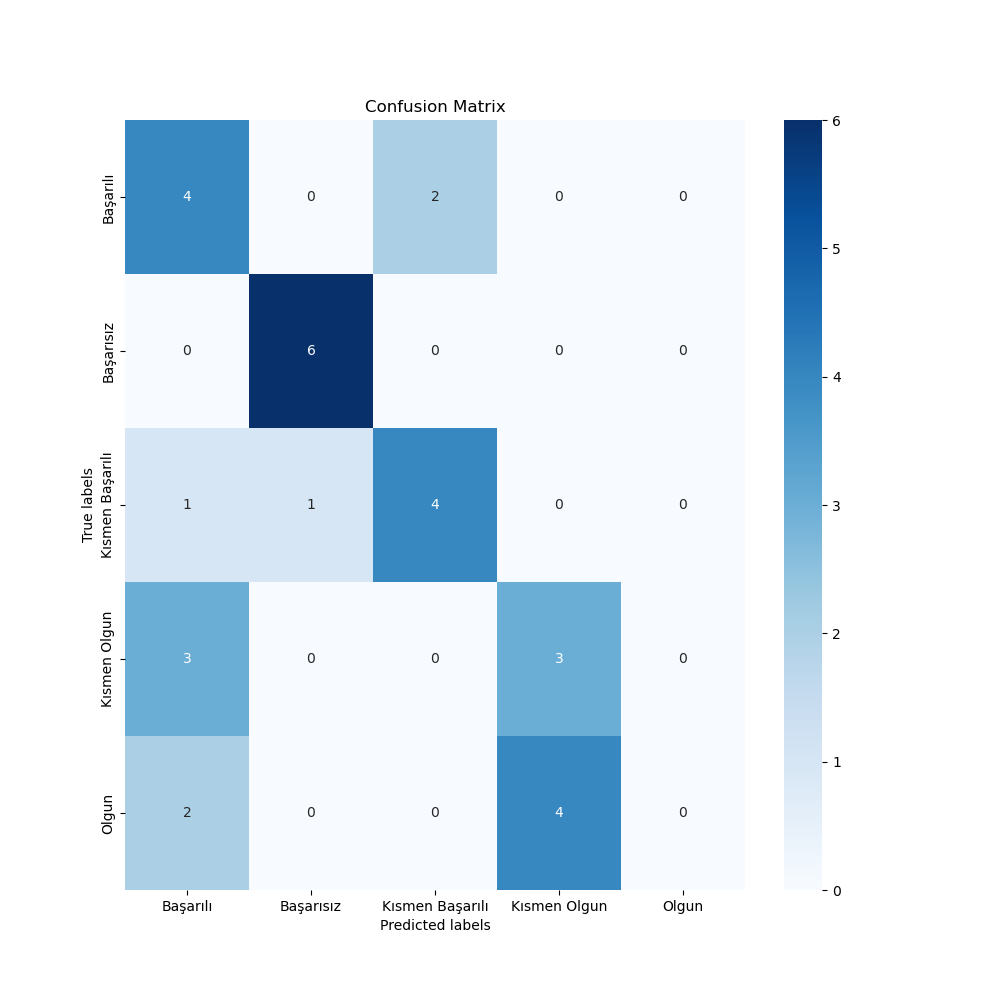 Confusion Matrix
Başarılı
4 0 2 0 0
Başarısız
0 6 0 0 0
True labels
Kısmen Başarılı
1 1 4 0 0
Kısmen Olgun
3 0 0 3 0
Olgun
2 0 0 4 0
Başarılı Başarısız Kısmen Başarılı Kısmen Olgun Olgun
Predicted labels
6
5
4
3
2
1
0